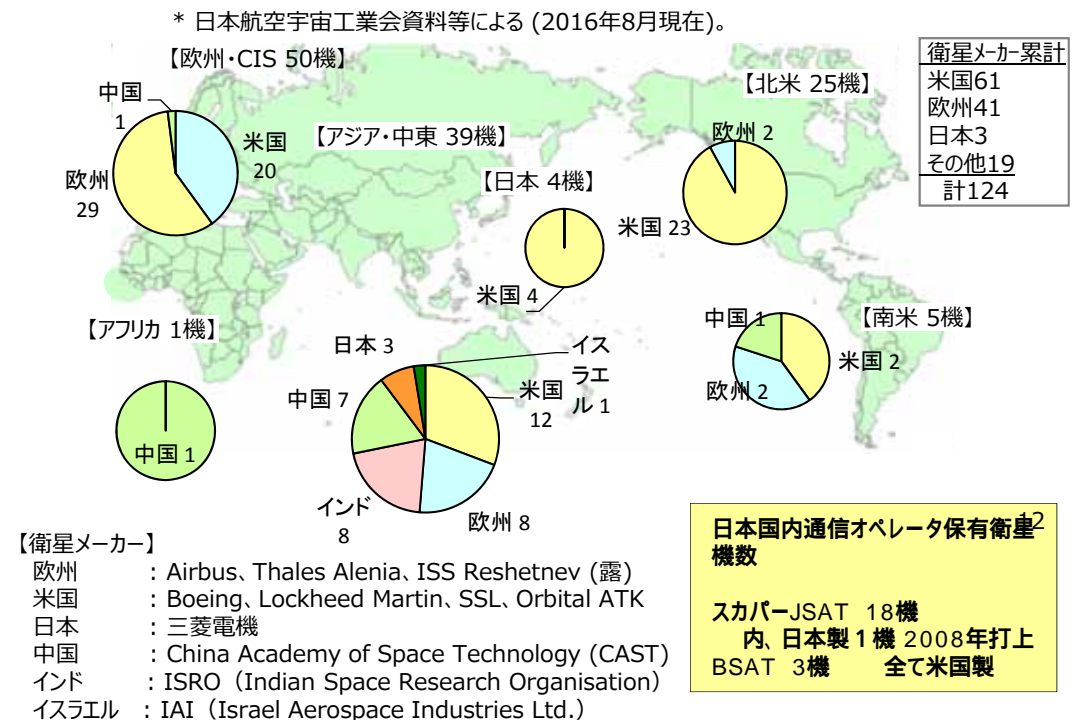 * 日本航空宇宙工業会資料等による (2016年8月現在)。
【欧州・CIS 50機】
中国
1
米国
20
欧州
29
【アジア・中東 39機】
【日本 4機】
米国 4
【北米 25機】
欧州 2
米国 23
衛星メーカー累計
米国61
欧州41
日本3
その他19
計124
【アフリカ 1機】
中国 1
日本 3
イス
ラエ
ル 1
米国
12
中国 7
インド
8
欧州 8
【南米 5機】
中国 1
米国 2
欧州 2
【衛星メーカー】
欧州 : Airbus、Thales Alenia、ISS Reshetnev (露)
米国 : Boeing、Lockheed Martin、SSL、Orbital ATK
日本 : 三菱電機
中国 : China Academy of Space Technology (CAST)
インド : ISRO（Indian Space Research Organisation）
イスラエル : IAI（Israel Aerospace Industries Ltd.）
12
日本国内通信オペレータ保有衛星
機数
スカパーJSAT 18機
内、日本製１機 2008年打上
BSAT 3機 全て米国製